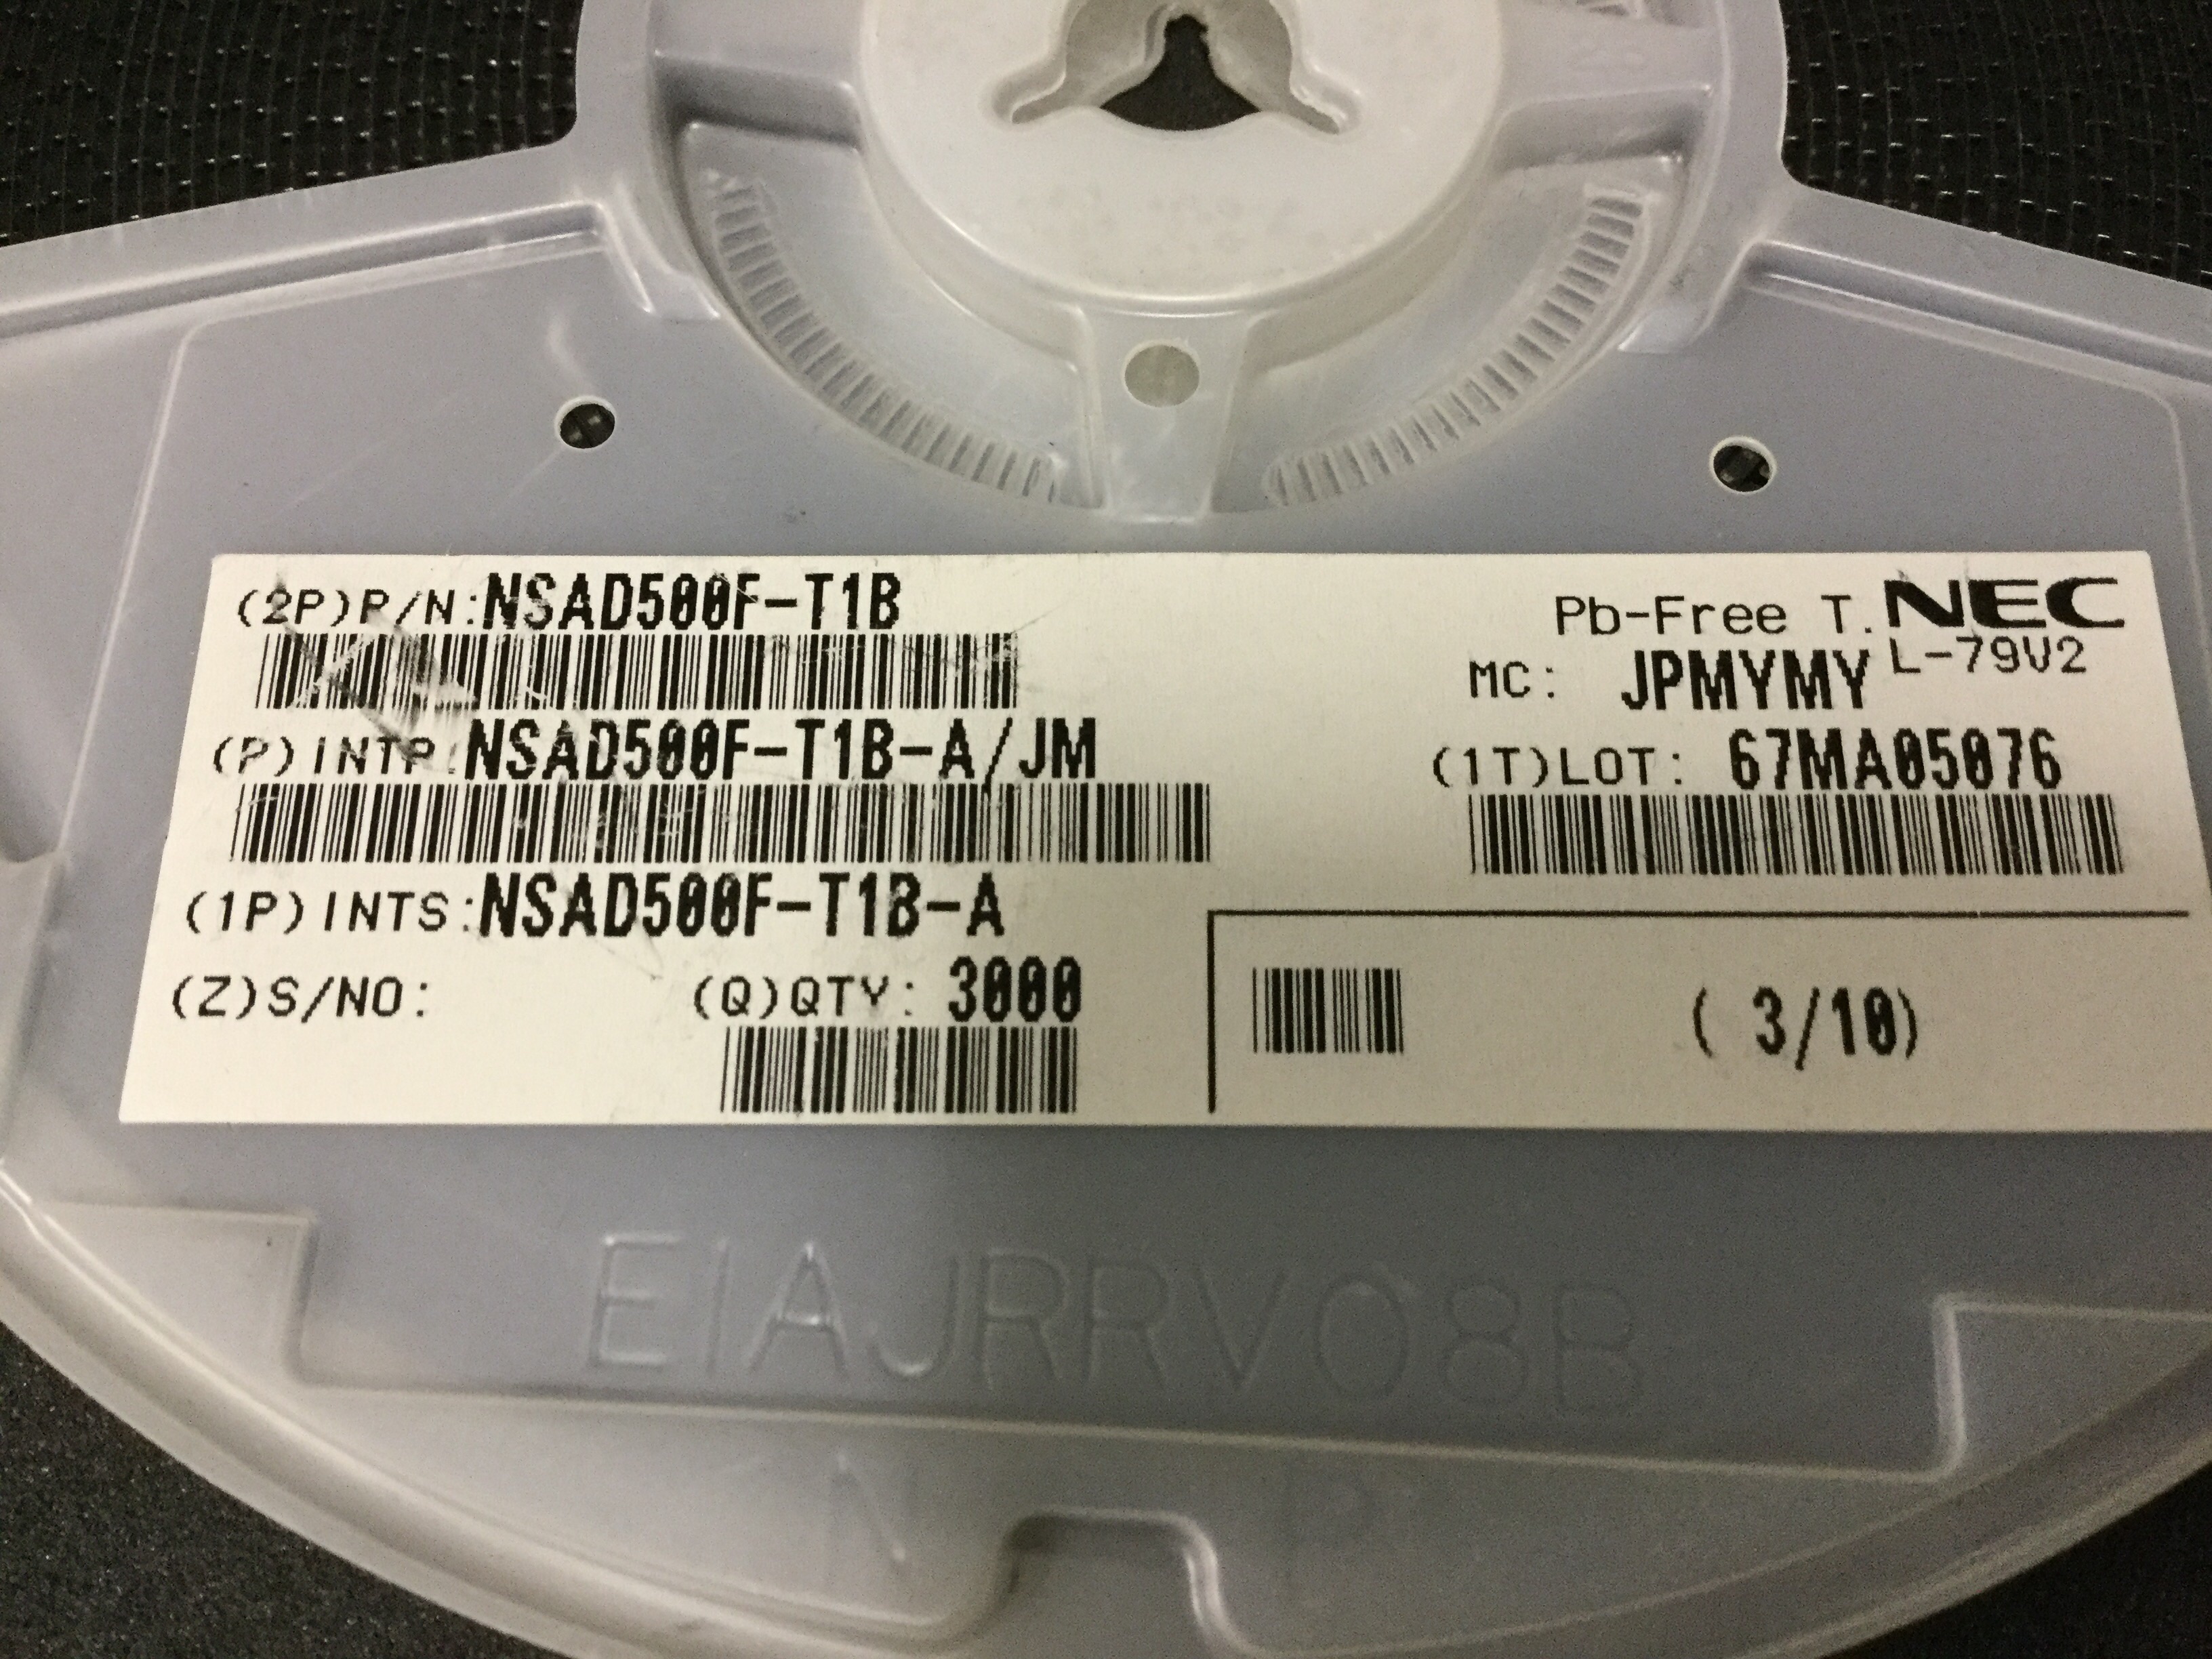 (2P)P/N:NSAD500F-T1B
Pb-Free T. NEC
L-79V2
MC: JPMYMY
(P)INTP:NSAD500F-T1B-A/JM
(1T)LOT: 67MA05076
(1P)INTS:NSAD500F-T1B-A
(Z)S/NO: (Q)QTY: 3000
( 3/10)
EIAJRRV08B
N P